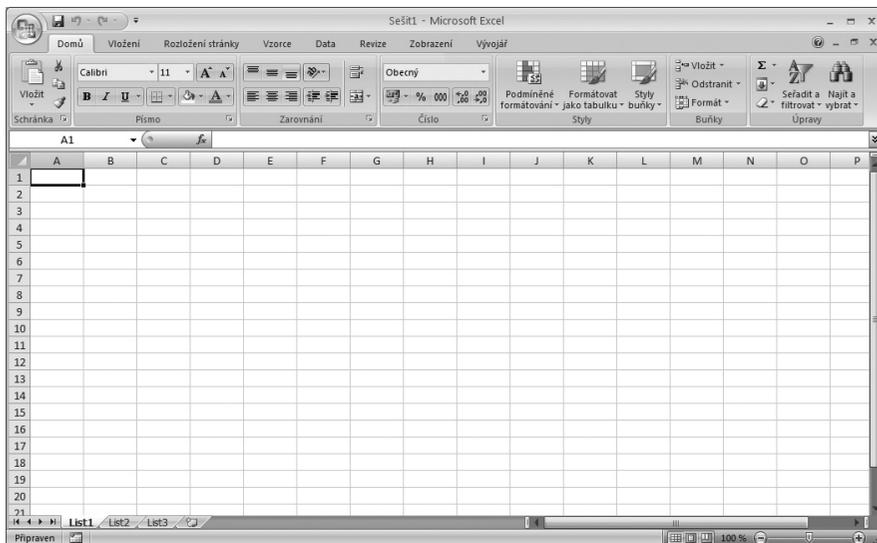 Sešit1 - Microsoft Excel
Domů Vložení Rozložení stránky Vzorce Data Revize Zobrazení Vývojář
Vložit
Calibri 11
B I U A
Obecný
% 000
Podmíněné formátování
Formátovat jako tabulku
Styly buňky
Vložit
Odstranit
Formát
Σ
Seřadit a filtrovat
Najít a vybrat
Schránka Písmo Zarovnání Číslo Styly Buňky Úpravy
A1 fx
A B C D E F G H I J K L M N O P
1
2
3
4
5
6
7
8
9
10
11
12
13
14
15
16
17
18
19
20
21
List1 List2 List3
Připraven 100 %